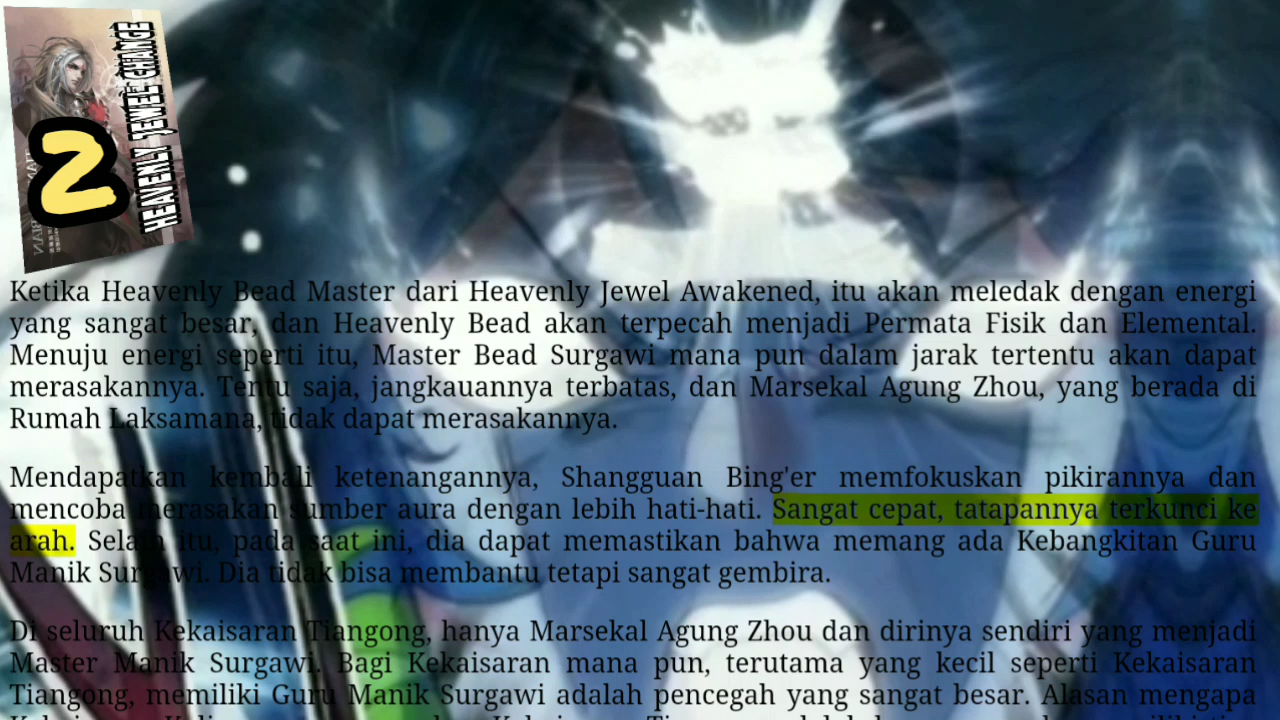 HEAVENLY JEWEL CHANGE
2
Ketika Heavenly Bead Master dari Heavenly Jewel Awakened, itu akan meledak dengan energi
yang sangat besar, dan Heavenly Bead akan terpecah menjadi Permata Fisik dan Elemental.
Menuju energi seperti itu, Master Bead Surgawi mana pun dalam jarak tertentu akan dapat
merasakannya. Tentu saja, jangkauannya terbatas, dan Marsekal Agung Zhou, yang berada di
Rumah Laksamana, tidak dapat merasakannya.
Mendapatkan kembali ketenangannya, Shangguan Bing'er memfokuskan pikirannya dan
mencoba merasakan sumber aura dengan lebih hati-hati. Sangat cepat, tatapannya terkunci ke
arah. Selain itu, pada saat ini, dia dapat memastikan bahwa memang ada Kebangkitan Guru
Manik Surgawi. Dia tidak bisa membantu tetapi sangat gembira.
Di seluruh Kekaisaran Tiangong, hanya Marsekal Agung Zhou dan dirinya sendiri yang menjadi
Master Manik Surgawi. Bagi Kekaisaran mana pun, terutama yang kecil seperti Kekaisaran
Tiangong, memiliki Guru Manik Surgawi adalah pencegah yang sangat besar. Alasan mengapa